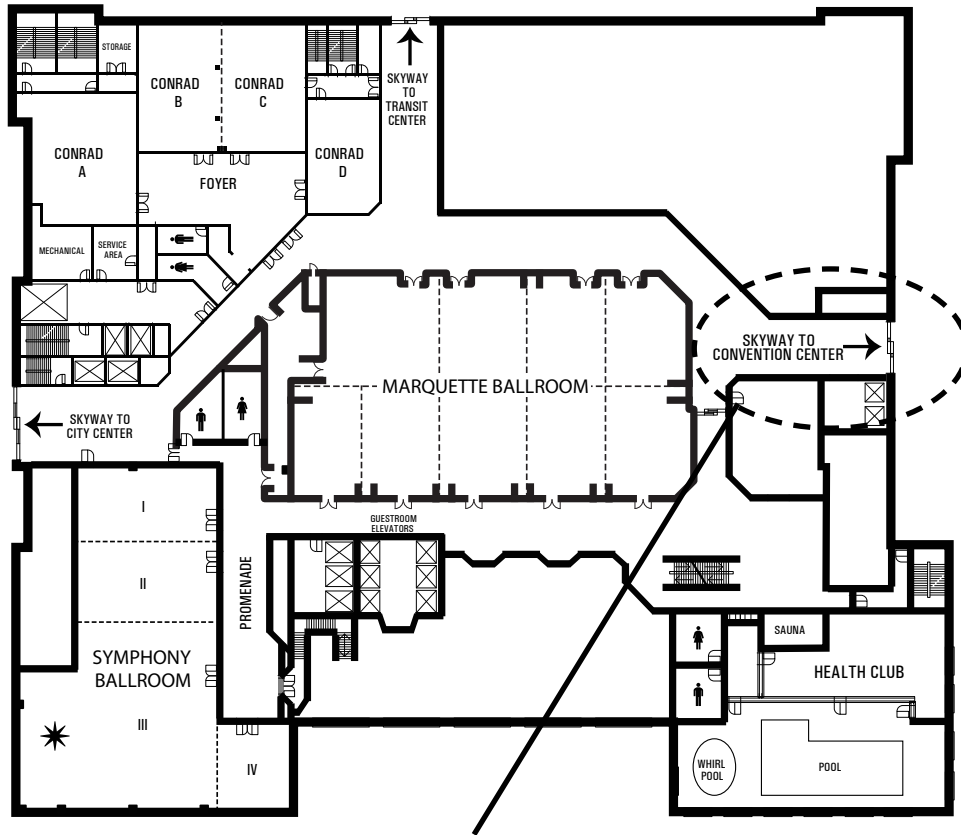 STORAGE
SKYWAY
TO
TRANSIT
CENTER
CONRAD
B
CONRAD
C
CONRAD
A
CONRAD
D
FOYER
MECHANICAL
SERVICE
AREA
SKYWAY TO
CONVENTION CENTER
MARQUETTE BALLROOM
SKYWAY TO
CITY CENTER
I
GUESTROOM
ELEVATORS
II
PROMENADE
SYMPHONY
BALLROOM
SAUNA
HEALTH CLUB
III
IV
WHIRL
POOL
POOL